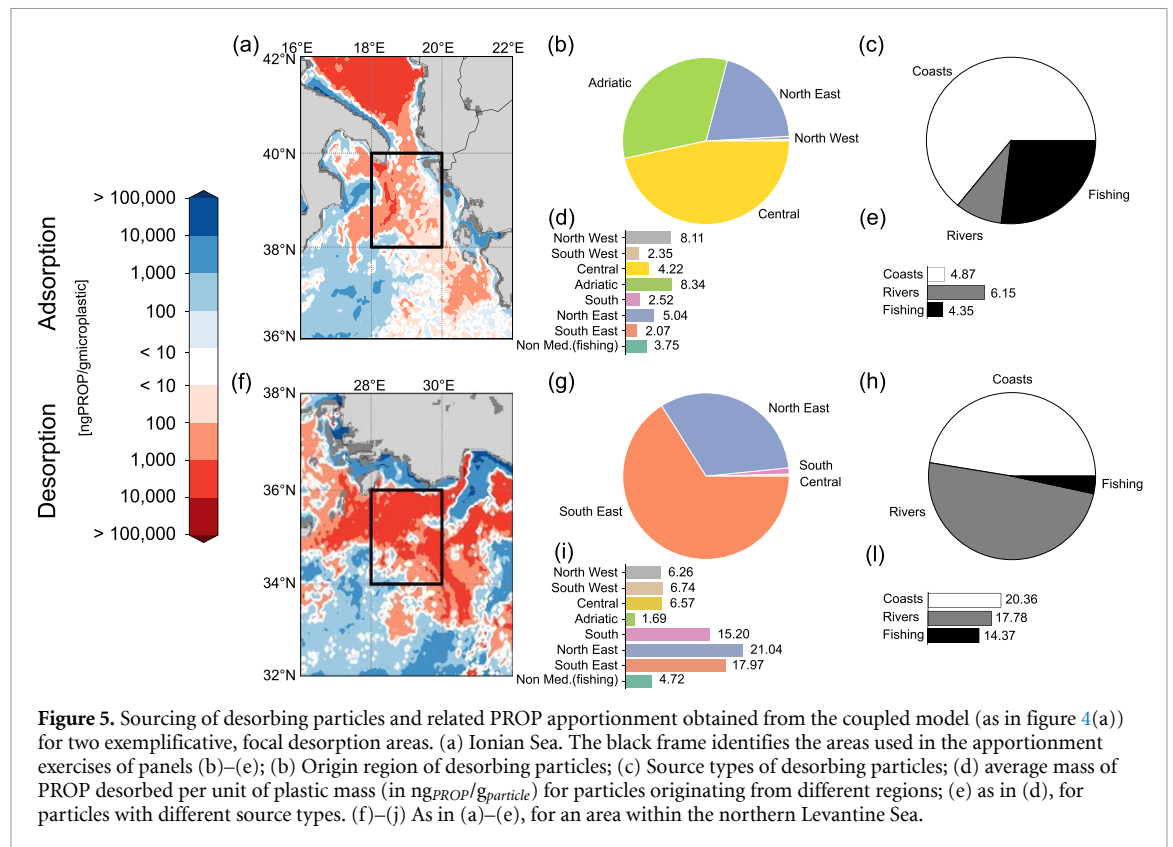 (a)
16°E 18°E 20°E 22°E
42°N
40°N
38°N
36°N
(b)
Adriatic
North East
North West
Central
(c)
Coasts
Fishing
Rivers
(d)
North West 8.11
South West 2.35
Central 4.22
Adriatic 8.34
South 2.52
North East 5.04
South East 2.07
Non Med.(fishing) 3.75
(e)
Coasts 4.87
Rivers 6.15
Fishing 4.35
Adsorption
Desorption
[ngPROP/gmicroplastic]
> 100,000
10,000
1,000
100
< 10
< 10
100
1,000
10,000
> 100,000
(f)
28°E 30°E
38°N
36°N
34°N
32°N
(g)
North East
South
Central
South East
(h)
Coasts
Fishing
Rivers
(i)
North West 6.26
South West 6.74
Central 6.57
Adriatic 1.69
South 15.20
North East 21.04
South East 17.97
Non Med.(fishing) 4.72
(l)
Coasts 20.36
Rivers 17.78
Fishing 14.37
Figure 5. Sourcing of desorbing particles and related PROP apportionment obtained from the coupled model (as in figure 4(a))
for two exemplificative, focal desorption areas. (a) Ionian Sea. The black frame identifies the areas used in the apportionment
exercises of panels (b)–(e); (b) Origin region of desorbing particles; (c) Source types of desorbing particles; (d) average mass of
PROP desorbed per unit of plastic mass (in ngPROP/gparticle) for particles originating from different regions; (e) as in (d), for
particles with different source types. (f)–(j) As in (a)–(e), for an area within the northern Levantine Sea.